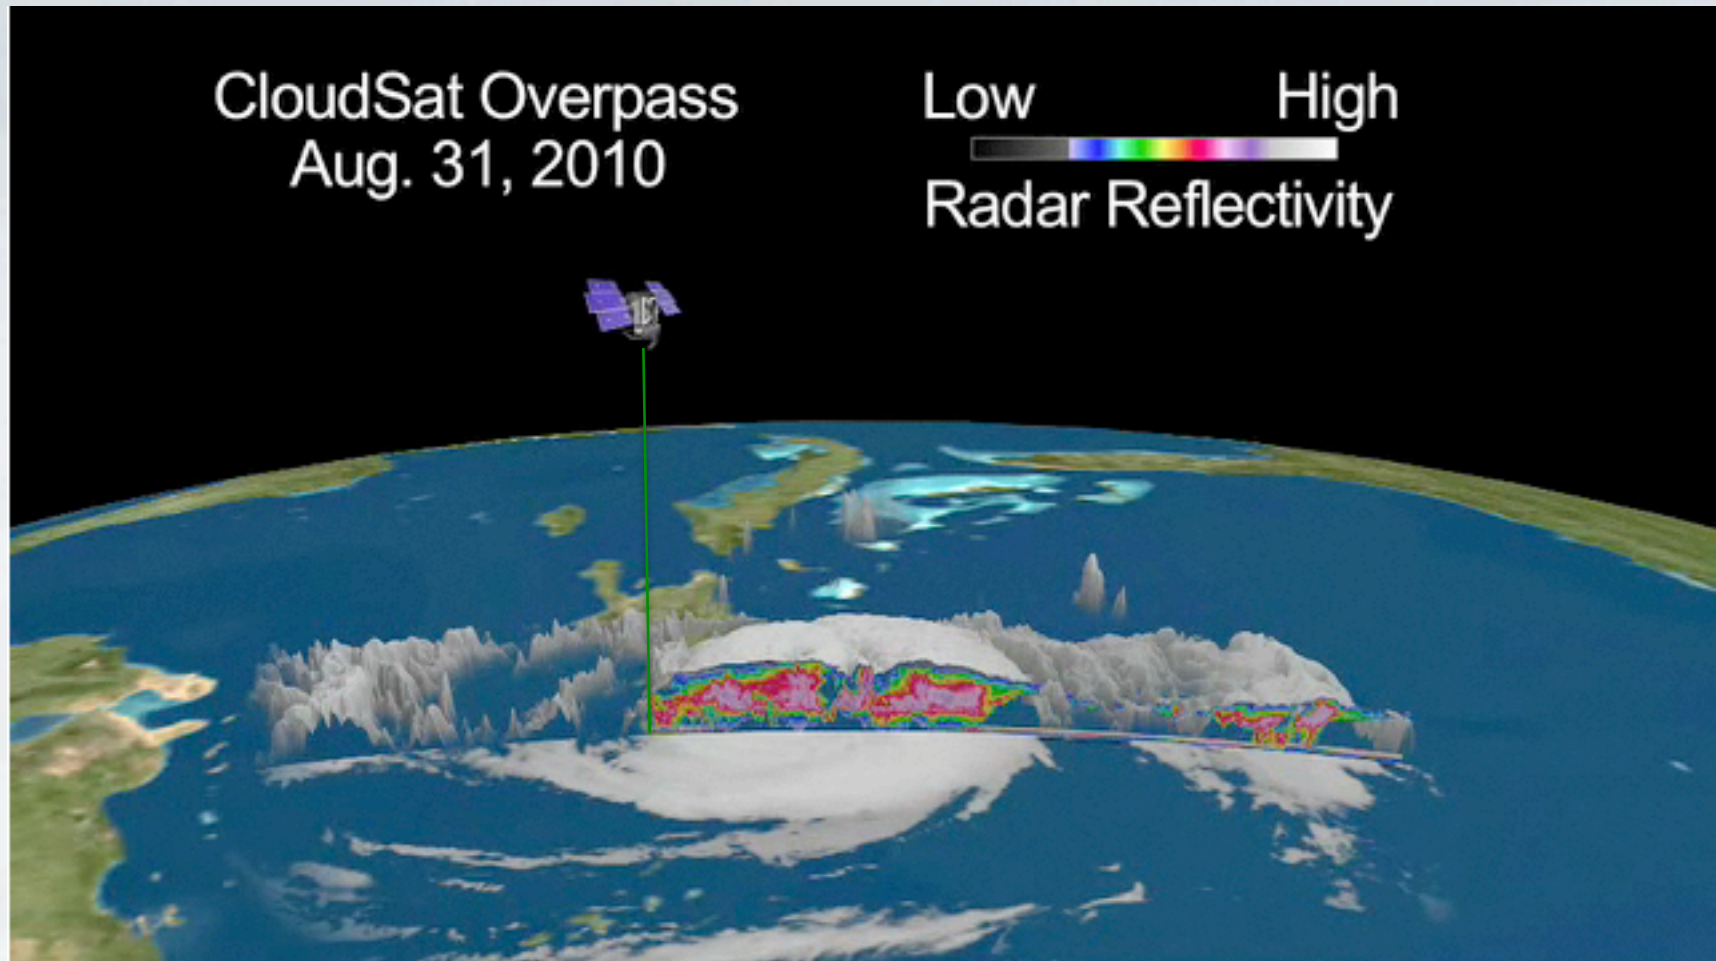 CloudSat Overpass
Aug. 31, 2010
Low High
Radar Reflectivity